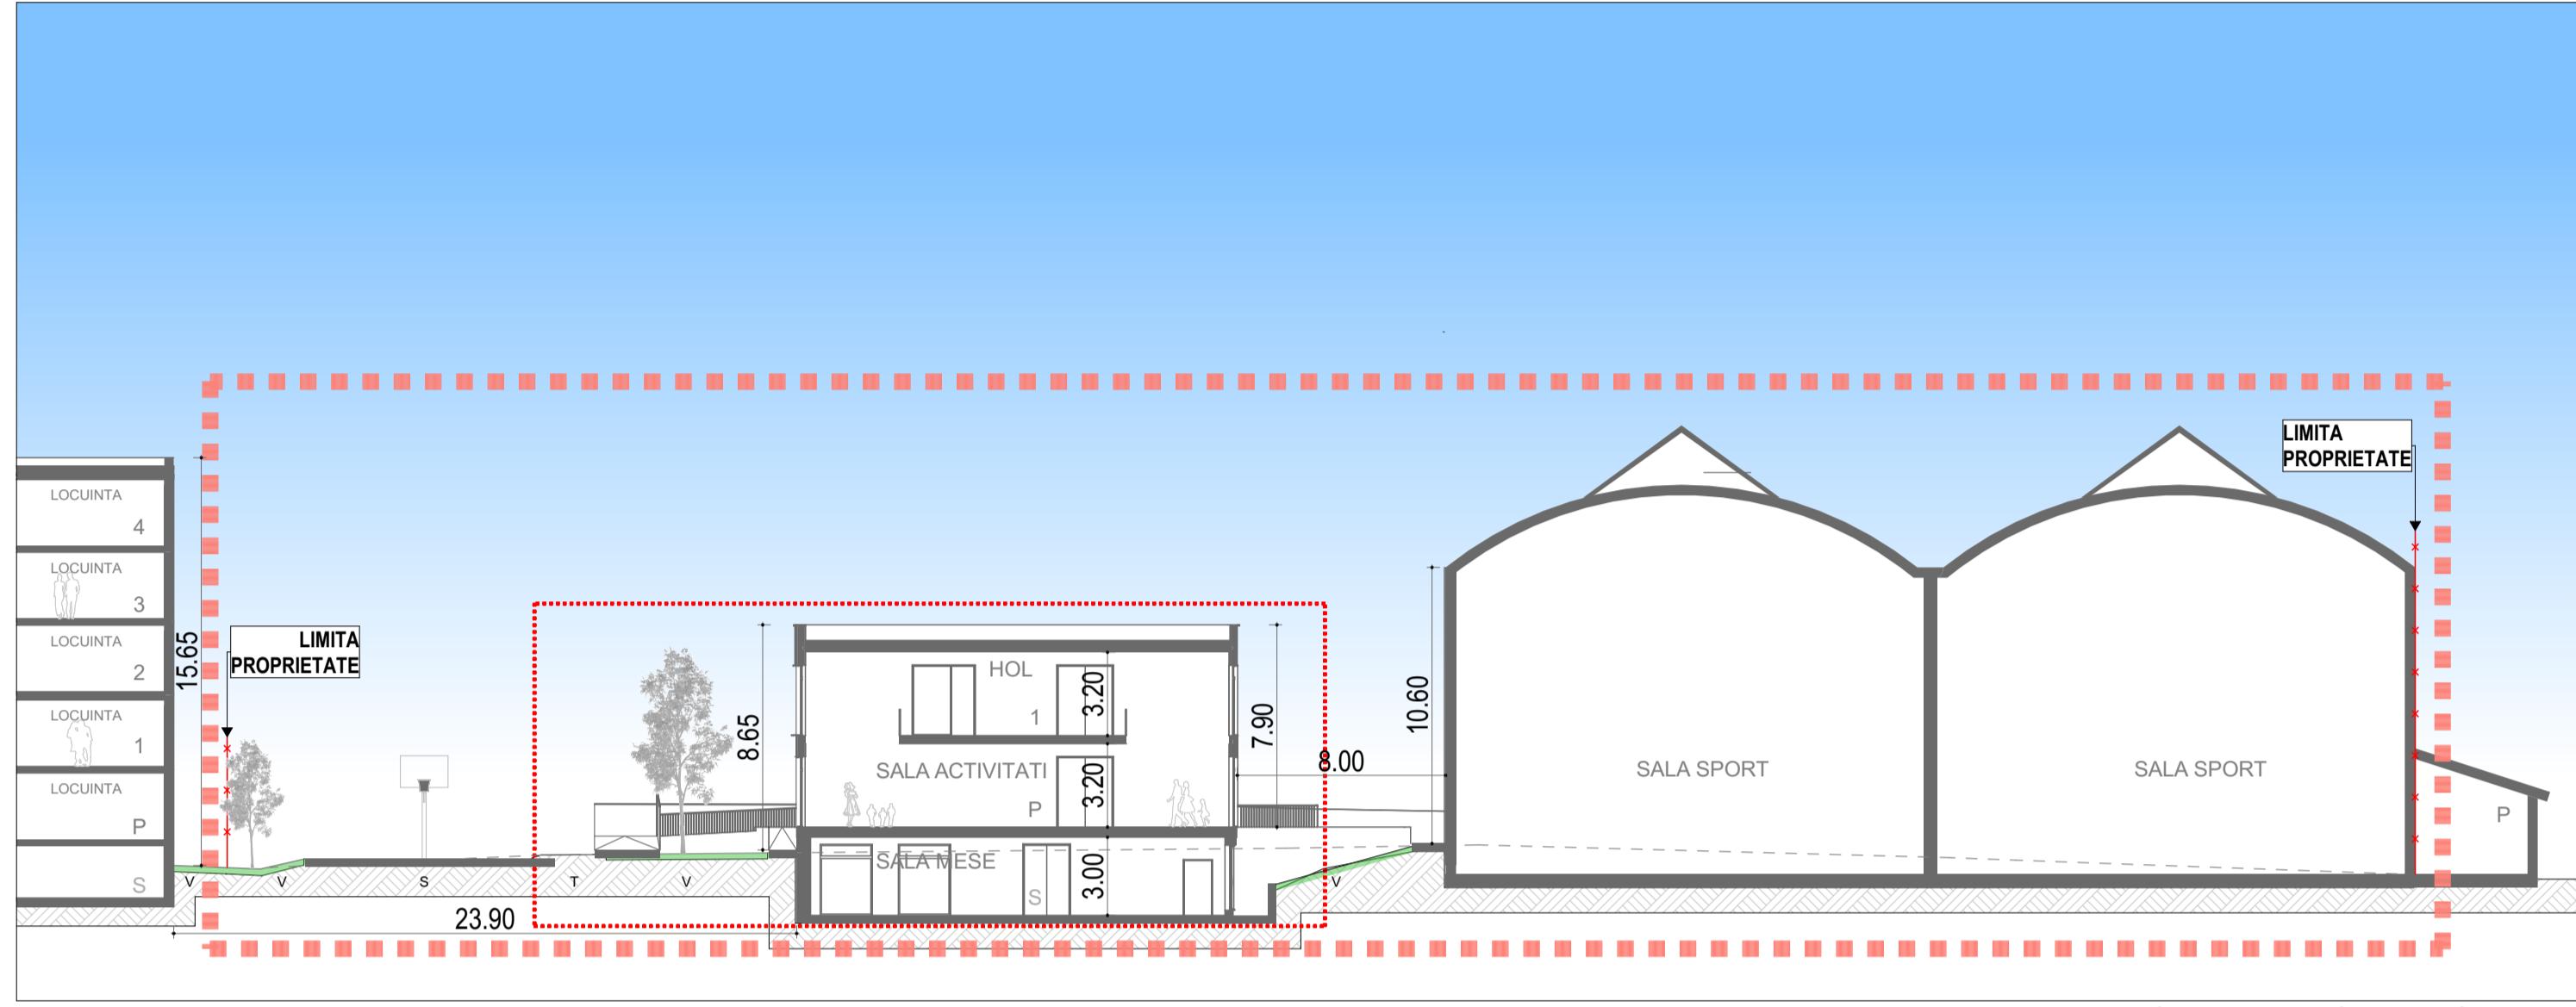 LIMITA
PROPRIETATE
LOCUINTA
4
LOCUINTA
3
LOCUINTA
2
LOCUINTA
1
LOCUINTA
P
S
15.65
LIMITA
PROPRIETATE
HOL
1
3.20
8.65
7.90
10.60
8.00
SALA ACTIVITATI
P
3.20
SALA SPORT
SALA SPORT
P
SALA MESE
S
3.00
V
V
S
T
V
V
23.90